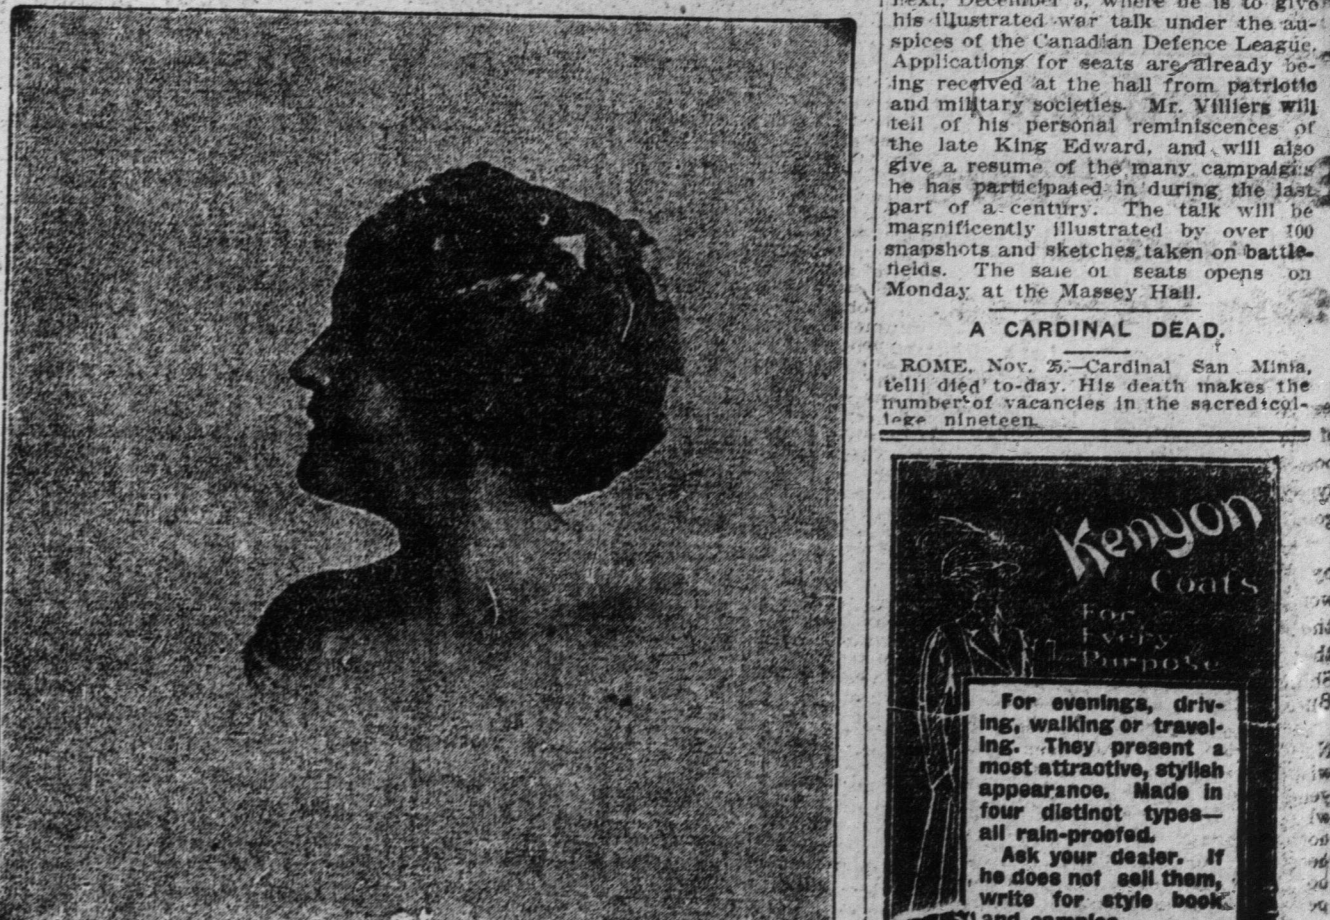 next, December 5, where he is to give
his illustrated war talk under the au-
spices of the Canadian Defence League.
Applications for seats are already be-
ing received at the hall from patriotic
and military societies. Mr. Villiers will
tell of his personal reminiscences of
the late King Edward, and will also
give a resume of the many campaigns
he has participated in during the last
part of a century. The talk will be
magnificently illustrated by over 100
snapshots and sketches taken on battle-
fields. The sale of seats opens on
Monday at the Massey Hall.
A CARDINAL DEAD.
ROME, Nov. 25.—Cardinal San Minia,
telli died to-day. His death makes the
number of vacancies in the sacred col-
lege nineteen.
Kenyon
Coats
For
Every
Purpose
For evenings, driv-
ing, walking or travel-
ing. They present a
most attractive, stylish
appearance. Made in
four distinct types—
all rain-proofed.
Ask your dealer. If
he does not sell them,
write for style book
and samples